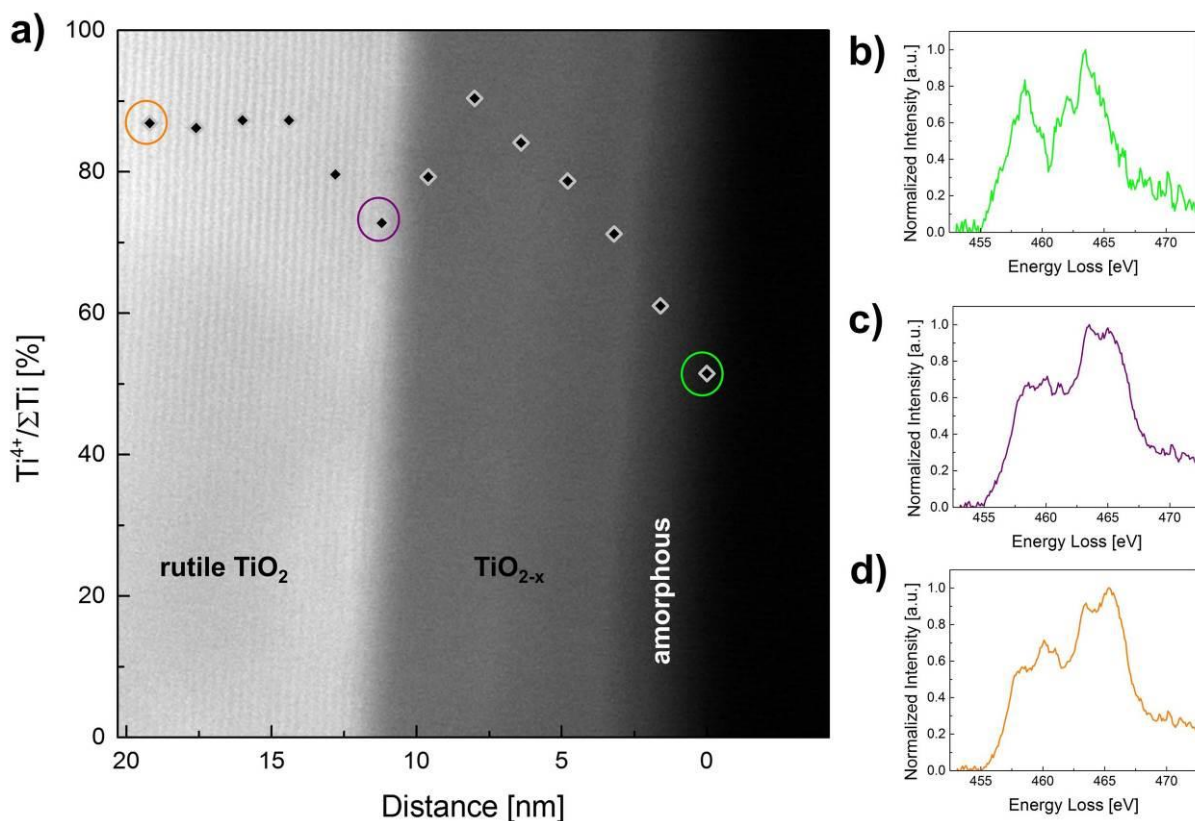 a)
100
80
60
40
20
0
Ti⁴⁺/ΣTi [%]
rutile TiO₂
TiO₂₋ₓ
amorphous
20 15 10 5 0
Distance [nm]
b)
Normalized Intensity [a.u.]
1.0
0.8
0.6
0.4
0.2
0.0
455 460 465 470
Energy Loss [eV]
c)
Normalized Intensity [a.u.]
1.0
0.8
0.6
0.4
0.2
0.0
455 460 465 470
Energy Loss [eV]
d)
Normalized Intensity [a.u.]
1.0
0.8
0.6
0.4
0.2
0.0
455 460 465 470
Energy Loss [eV]